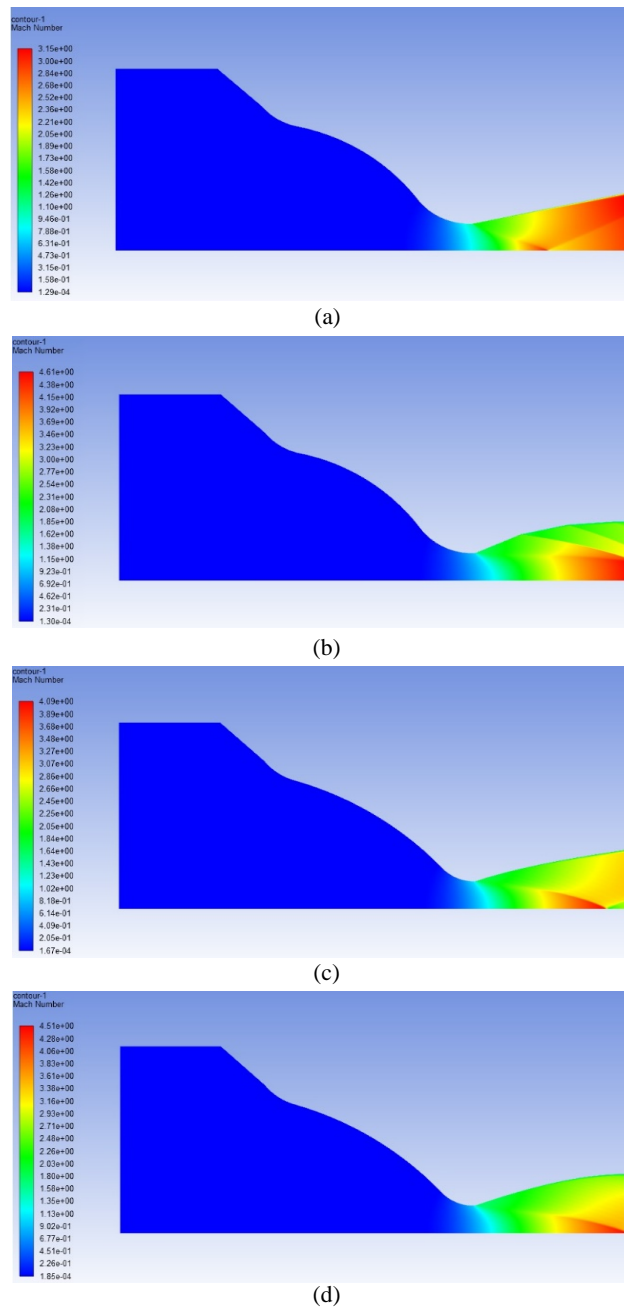 contour-1
Mach Number
3.15e+00
3.00e+00
2.84e+00
2.68e+00
2.52e+00
2.36e+00
2.21e+00
2.05e+00
1.89e+00
1.73e+00
1.58e+00
1.42e+00
1.26e+00
1.10e+00
9.46e-01
7.88e-01
6.31e-01
4.73e-01
3.15e-01
1.58e-01
1.29e-04
(a)
contour-1
Mach Number
4.61e+00
4.38e+00
4.15e+00
3.92e+00
3.69e+00
3.46e+00
3.23e+00
3.00e+00
2.77e+00
2.54e+00
2.31e+00
2.08e+00
1.85e+00
1.62e+00
1.38e+00
1.15e+00
9.23e-01
6.92e-01
4.62e-01
2.31e-01
1.30e-04
(b)
contour-1
Mach Number
4.09e+00
3.89e+00
3.68e+00
3.48e+00
3.27e+00
3.07e+00
2.86e+00
2.66e+00
2.45e+00
2.25e+00
2.05e+00
1.84e+00
1.64e+00
1.43e+00
1.23e+00
1.02e+00
8.18e-01
6.14e-01
4.09e-01
2.05e-01
1.67e-04
(c)
contour-1
Mach Number
4.51e+00
4.28e+00
4.06e+00
3.83e+00
3.61e+00
3.38e+00
3.16e+00
2.93e+00
2.71e+00
2.48e+00
2.26e+00
2.03e+00
1.80e+00
1.58e+00
1.35e+00
1.13e+00
9.02e-01
6.77e-01
4.51e-01
2.26e-01
1.85e-04
(d)